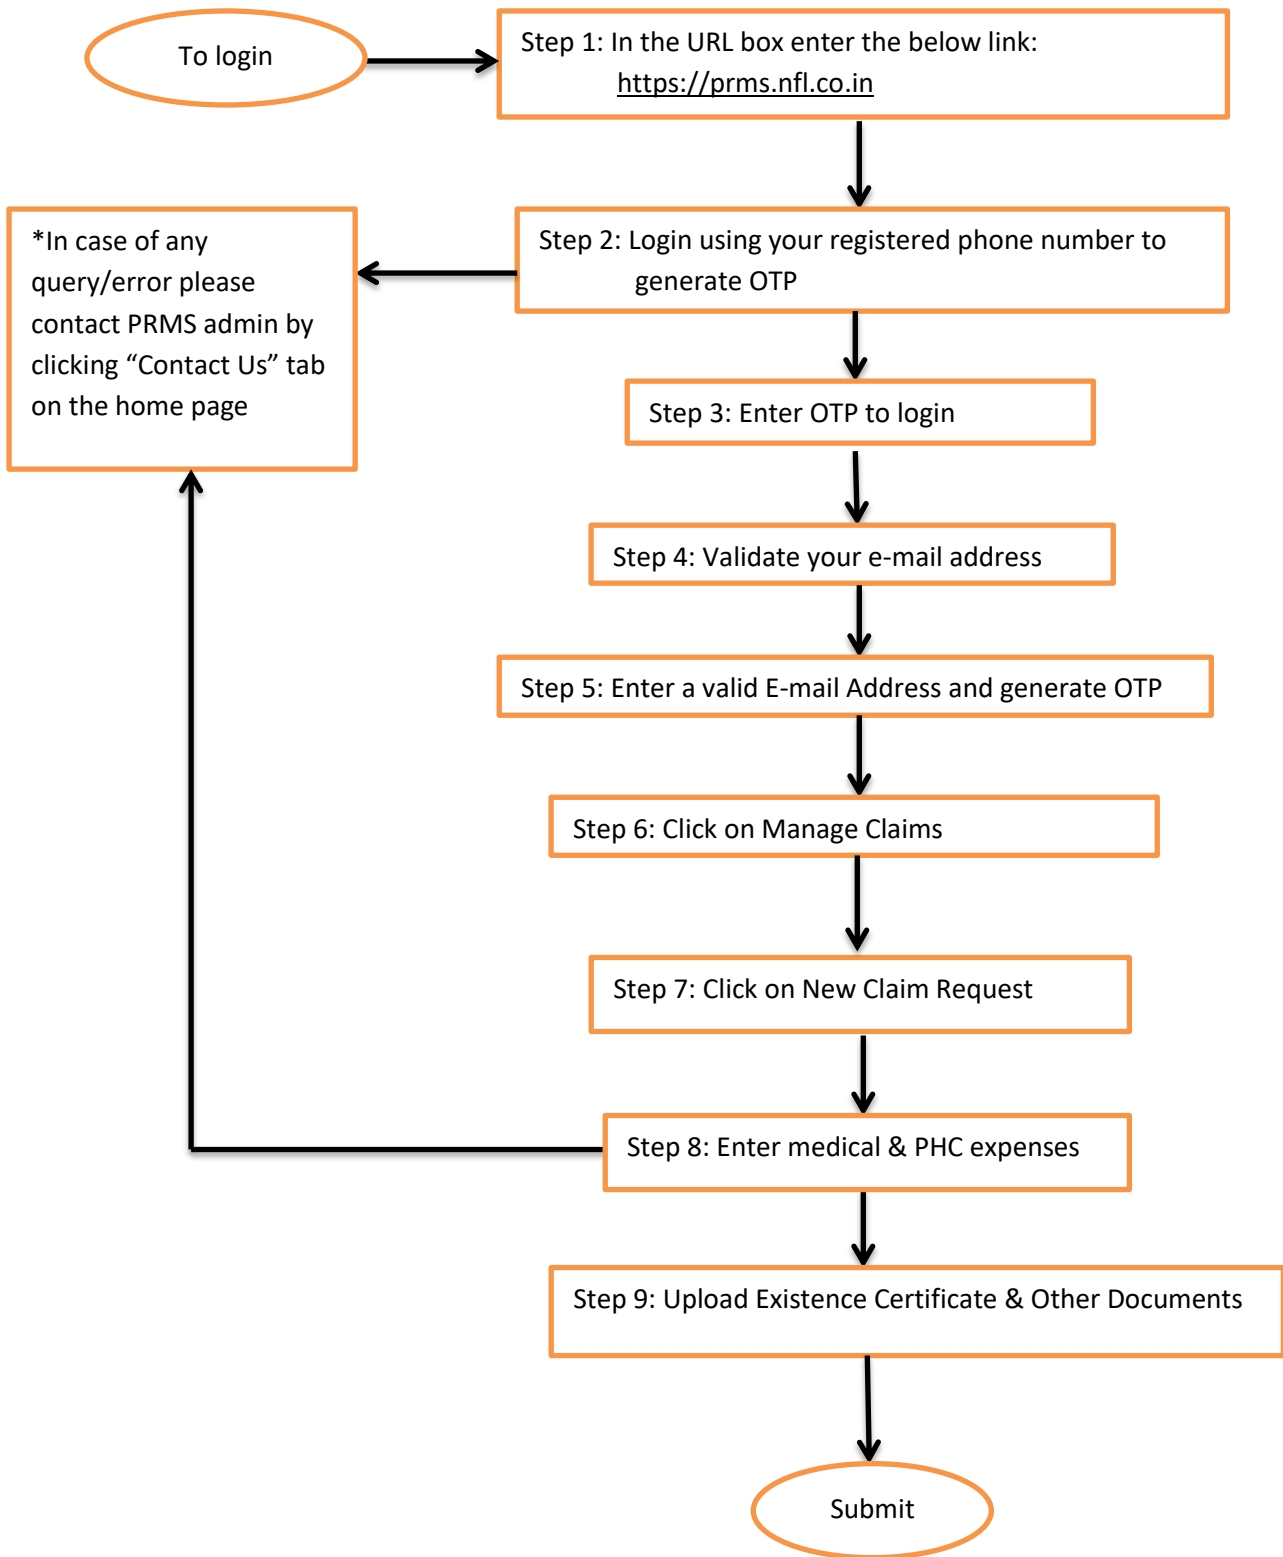 To login
Step 1: In the URL box enter the below link:
https://prms.nfl.co.in
*In case of any
query/error please
contact PRMS admin by
clicking “Contact Us” tab
on the home page
Step 2: Login using your registered phone number to
generate OTP
Step 3: Enter OTP to login
Step 4: Validate your e-mail address
Step 5: Enter a valid E-mail Address and generate OTP
Step 6: Click on Manage Claims
Step 7: Click on New Claim Request
Step 8: Enter medical & PHC expenses
Step 9: Upload Existence Certificate & Other Documents
Submit